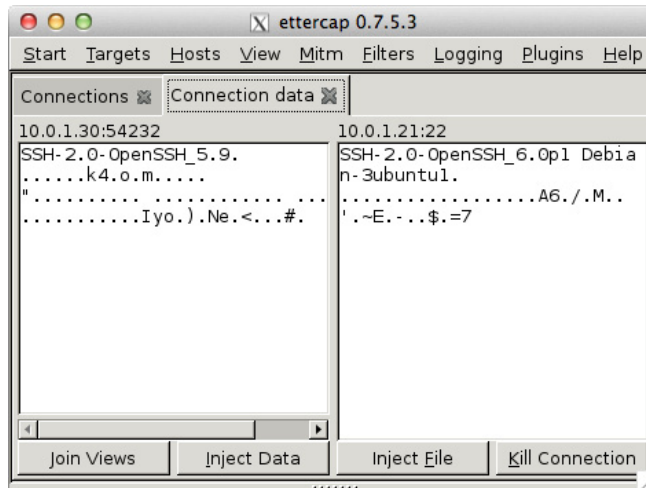 ettercap 0.7.5.3
Start Targets Hosts View Mitm Filters Logging Plugins Help
Connections Connection data
10.0.1.30:54232
SSH-2.0-OpenSSH_5.9.
......k4.o.m.....
".......... ............ ...
...........Iyo.).Ne.<...#.
10.0.1.21:22
SSH-2.0-OpenSSH_6.0p1 Debia
n-3ubuntu1.
..................A6./.M..
'.~E.-..$.=7
Join Views Inject Data Inject File Kill Connection